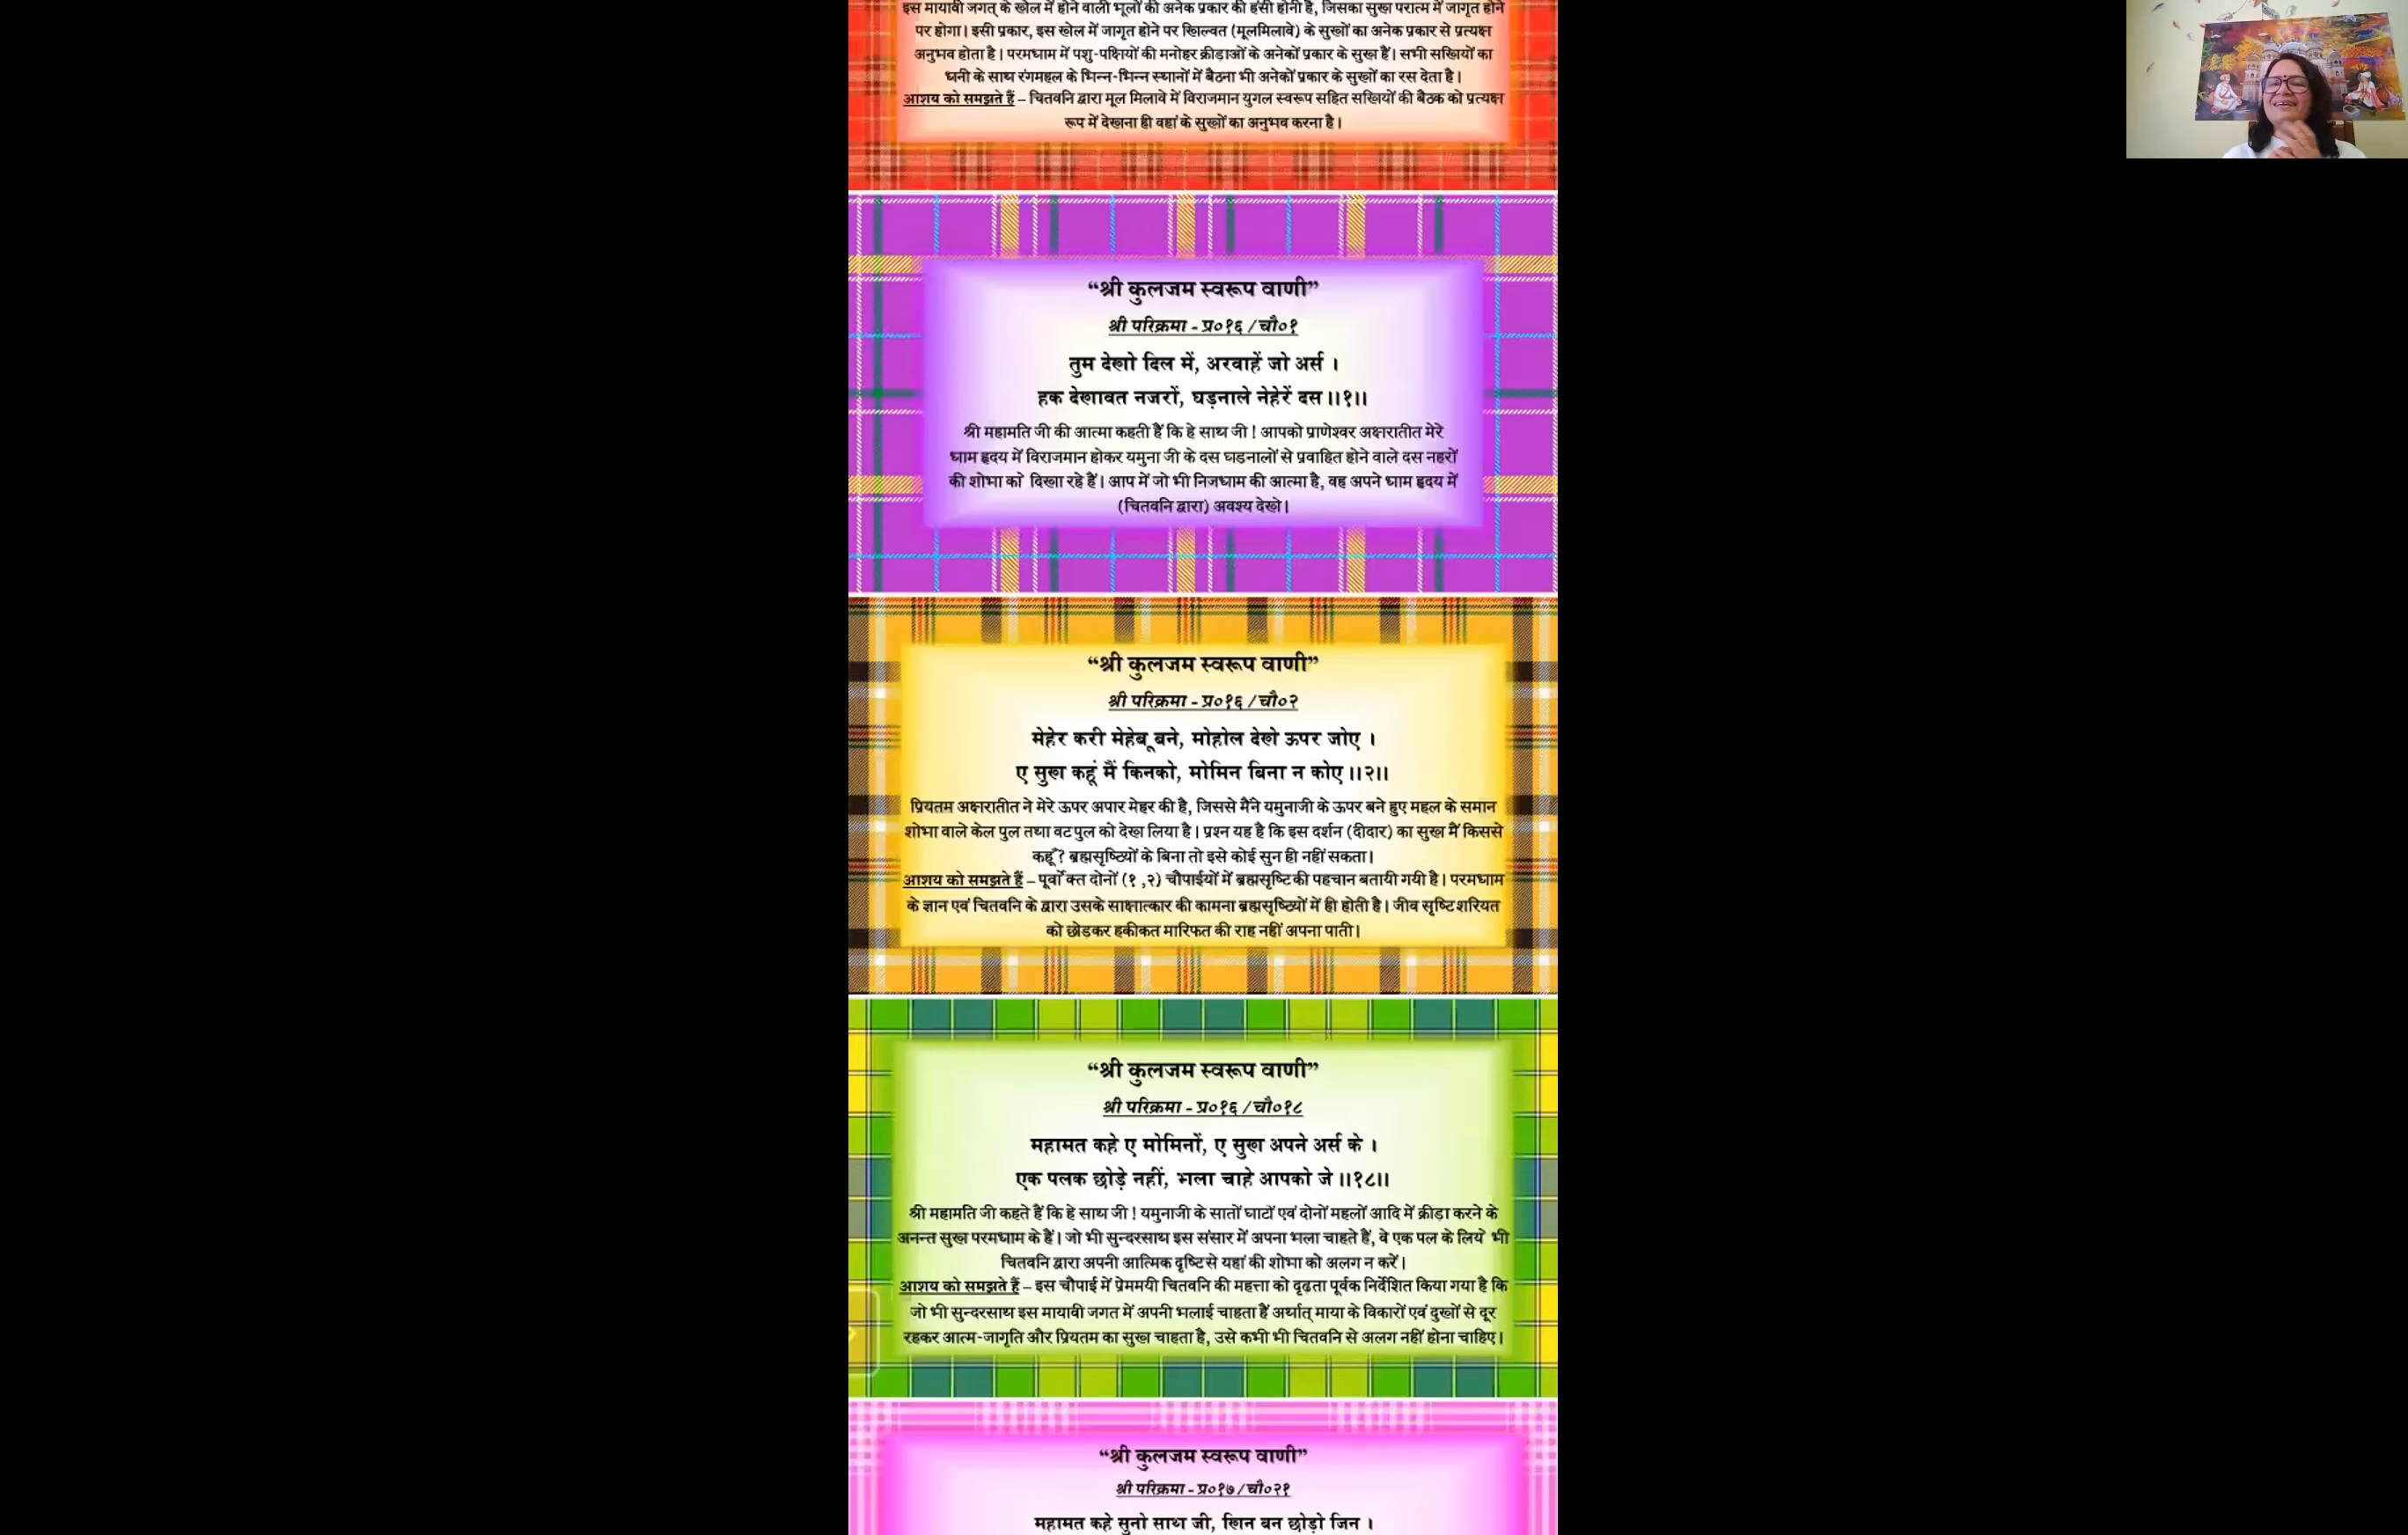 इस मायावी जगत् के खेल में होने वाली भूलों की अनेक प्रकार की हंसी होनी है, जिसका सुख परात्म में जागृत होने
पर होगा। इसी प्रकार, इस खेल में जागृत होने पर खिल्वत (मूलमिलावे) के सुखों का अनेक प्रकार से प्रत्यक्ष
अनुभव होता है। परमधाम में पशु-पक्षियों की मनोहर क्रीड़ाओं के अनेकों प्रकार के सुख हैं। सभी सखियों का
धनी के साथ रंगमहल के भिन्न-भिन्न स्थानों में बैठना भी अनेकों प्रकार के सुखों का रस देता है।
आशय को समझते हैं – चितवनि द्वारा मूल मिलावे में विराजमान युगल स्वरूप सहित सखियों की बैठक को प्रत्यक्ष
रूप में देखना ही वहां के सुखों का अनुभव करना है।
“श्री कुलजम स्वरूप वाणी”
श्री परिक्रमा - प्र०१६ / चौ०१
तुम देखो दिल में, अरवाहें जो अर्स ।
हक देखावत नजरों, घड़नाले नेहेरें दस ।।१।।
श्री महामति जी की आत्मा कहती हैं कि हे साथ जी ! आपको प्राणेश्वर अक्षरातीत मेरे
धाम हृदय में विराजमान होकर यमुना जी के दस घडनालों से प्रवाहित होने वाले दस नहरों
की शोभा को दिखा रहे हैं। आप में जो भी निजधाम की आत्मा है, वह अपने धाम हृदय में
(चितवनि द्वारा) अवश्य देखो।
“श्री कुलजम स्वरूप वाणी”
श्री परिक्रमा - प्र०१६ / चौ०२
मेहेर करी मेहेबूबने, मोहोल देखे ऊपर जोए ।
ए सुख कहूं मैं किनको, मोमिन बिना न कोए ।।२।।
प्रियतम अक्षरातीत ने मेरे ऊपर अपार मेहर की है, जिससे मैंने यमुनाजी के ऊपर बने हुए महल के समान
शोभा वाले केल पुल तथा वटपुल को देख लिया है। प्रश्न यह है कि इस दर्शन (दीदार) का सुख मैं किससे
कहूँ? ब्रह्मसृष्टियों के बिना तो इसे कोई सुन ही नहीं सकता।
आशय को समझते हैं – पूर्वोक्त दोनों (१ ,२) चौपाईयों में ब्रह्मसृष्टि की पहचान बतायी गयी है। परमधाम
के ज्ञान एवं चितवनि के द्वारा उसके साक्षात्कार की कामना ब्रह्मसृष्टियों में ही होती है। जीव सृष्टि शरियत
को छोडकर हकीकत मारिफत की राह नहीं अपना पाती।
“श्री कुलजम स्वरूप वाणी”
श्री परिक्रमा - प्र०१६ / चौ०१८
महामत कहे ए मोमिनों, ए सुख अपने अर्स के ।
एक पलक छोड़े नहीं, भला चाहे आपको जे ।।१८।।
श्री महामति जी कहते हैं कि हे साथ जी ! यमुनाजी के सातों घाटों एवं दोनों महलों आदि में क्रीड़ा करने के
अनन्त सुख परमधाम के हैं। जो भी सुन्दरसाथ इस संसार में अपना भला चाहते हैं, वे एक पल के लिये भी
चितवनि द्वारा अपनी आत्मिक दृष्टि से यहां की शोभा को अलग न करें।
आशय को समझते हैं – इस चौपाई में प्रेममयी चितवनि की महत्ता को दृढ़ता पूर्वक निर्देशित किया गया है कि
जो भी सुन्दरसाथ इस मायावी जगत में अपनी भलाई चाहता हैं अर्थात् माया के विकारों एवं दुखों से दूर
रहकर आत्म-जागृति और प्रियतम का सुख चाहता है, उसे कभी भी चितवनि से अलग नहीं होना चाहिए।
“श्री कुलजम स्वरूप वाणी”
श्री परिक्रमा - प्र०१७ / चौ०२१
महामत कहे सुनो साथ जी, खिन बन छोड़ो जिन ।